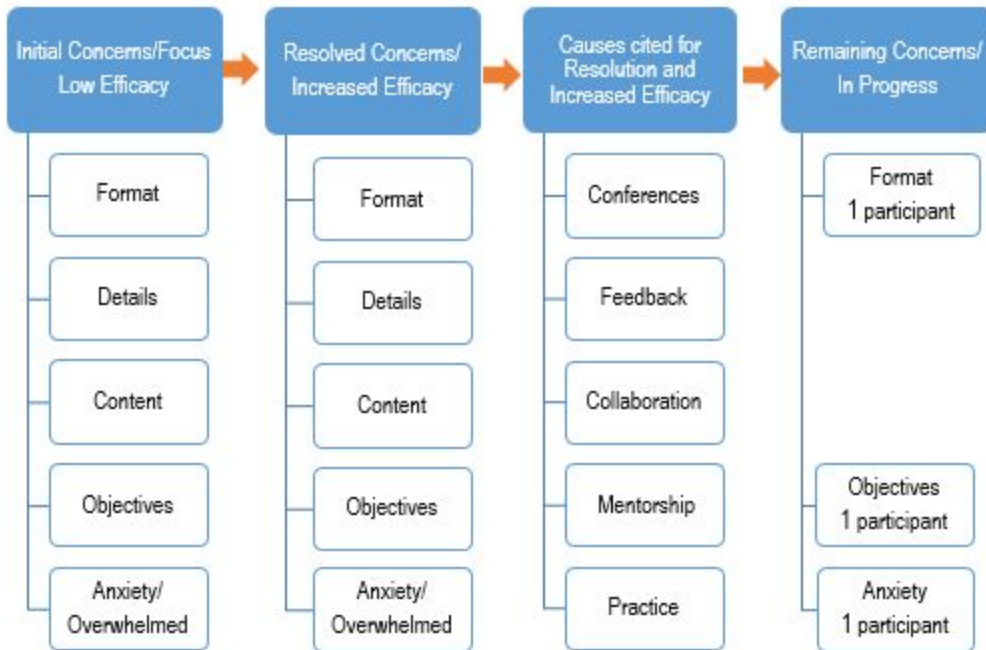 Initial Concerns/Focus
Low Efficacy
Resolved Concerns/
Increased Efficacy
Causes cited for
Resolution and
Increased Efficacy
Remaining Concerns/
In Progress
Format
Details
Content
Objectives
Anxiety/
Overwhelmed
Format
Details
Content
Objectives
Anxiety/
Overwhelmed
Conferences
Feedback
Collaboration
Mentorship
Practice
Format
1 participant
Objectives
1 participant
Anxiety
1 participant